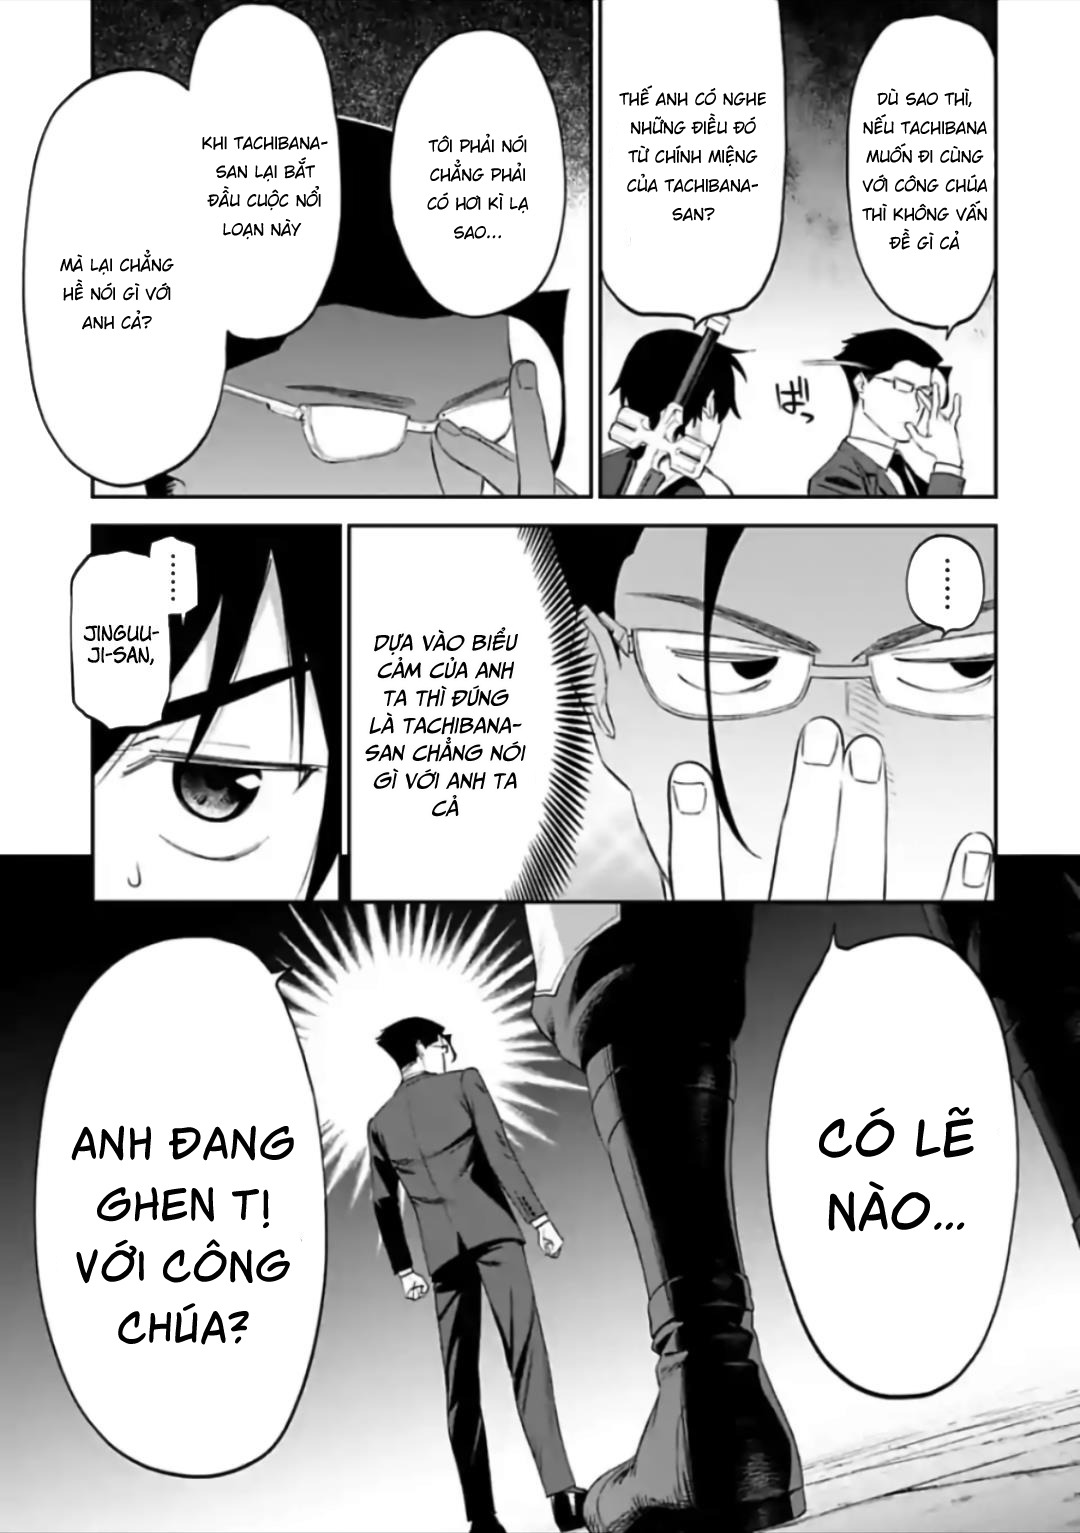 DÙ SAO THÌ,
NẾU TACHIBANA
MUỐN ĐI CÙNG
VỚI CÔNG CHÚA
THÌ KHÔNG VẤN
ĐỀ GÌ CẢ
THẾ ANH CÓ NGHE
NHỮNG ĐIỀU ĐÓ
TỪ CHÍNH MIỆNG
CỦA TACHIBANA-
SAN?
ばっ
TÔI PHẢI NÓI
CHẲNG PHẢI
CÓ HƠI KÌ LẠ
SAO...
KHI TACHIBANA-
SAN LẠI BẮT
ĐẦU CUỘC NỔI
LOẠN NÀY
MÀ LẠI CHẲNG
HỀ NÓI GÌ VỚI
ANH CẢ?
......
DỰA VÀO BIỂU
CẢM CỦA ANH
TA THÌ ĐÚNG
LÀ TACHIBANA-
SAN CHẲNG NÓI
GÌ VỚI ANH TA
CẢ
......
JINGUU-
JI-SAN,
CÓ LẼ
NÀO...
ANH ĐANG
GHEN TỊ
VỚI CÔNG
CHÚA?